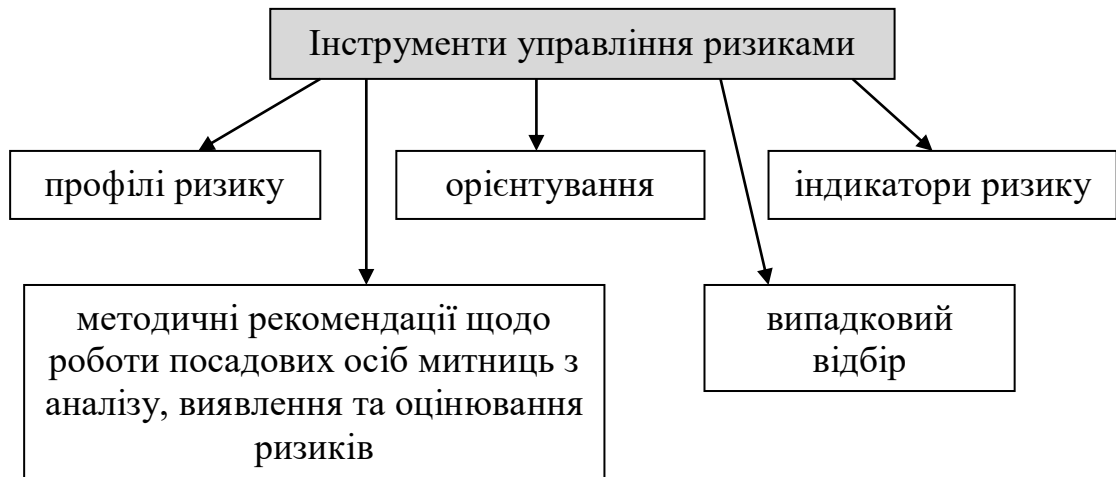 Інструменти управління ризиками
профілі ризику
орієнтування
індикатори ризику
методичні рекомендації щодо
роботи посадових осіб митниць з
аналізу, виявлення та оцінювання
ризиків
випадковий
відбір